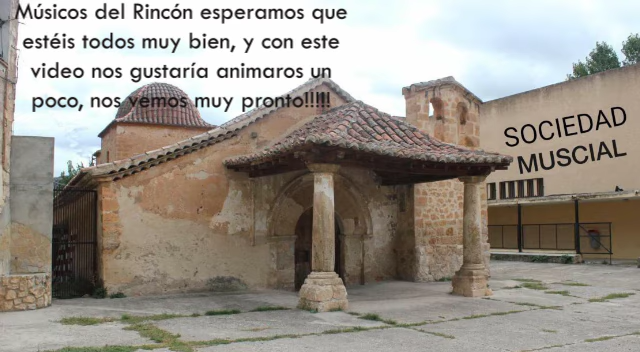 Músicos del Rincón esperamos que
estéis todos muy bien, y con este
video nos gustaría animaros un
poco, nos vemos muy pronto!!!!!
SOCIEDAD
MUSCIAL